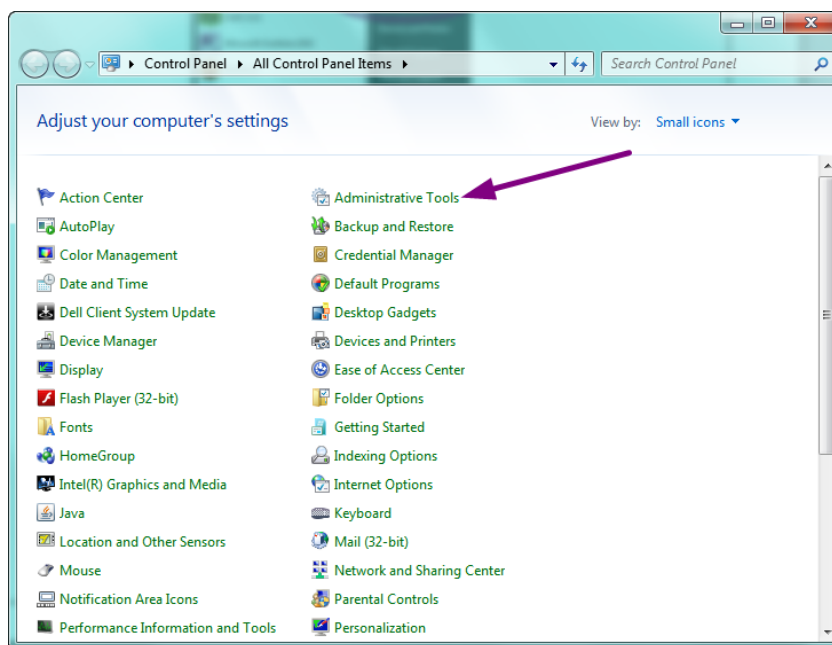 Control Panel All Control Panel Items Search Control Panel
Adjust your computer's settings View by: Small icons
Action Center Administrative Tools
AutoPlay Backup and Restore
Color Management Credential Manager
Date and Time Default Programs
Dell Client System Update Desktop Gadgets
Device Manager Devices and Printers
Display Ease of Access Center
Flash Player (32-bit) Folder Options
Fonts Getting Started
HomeGroup Indexing Options
Intel(R) Graphics and Media Internet Options
Java Keyboard
Location and Other Sensors Mail (32-bit)
Mouse Network and Sharing Center
Notification Area Icons Parental Controls
Performance Information and Tools Personalization